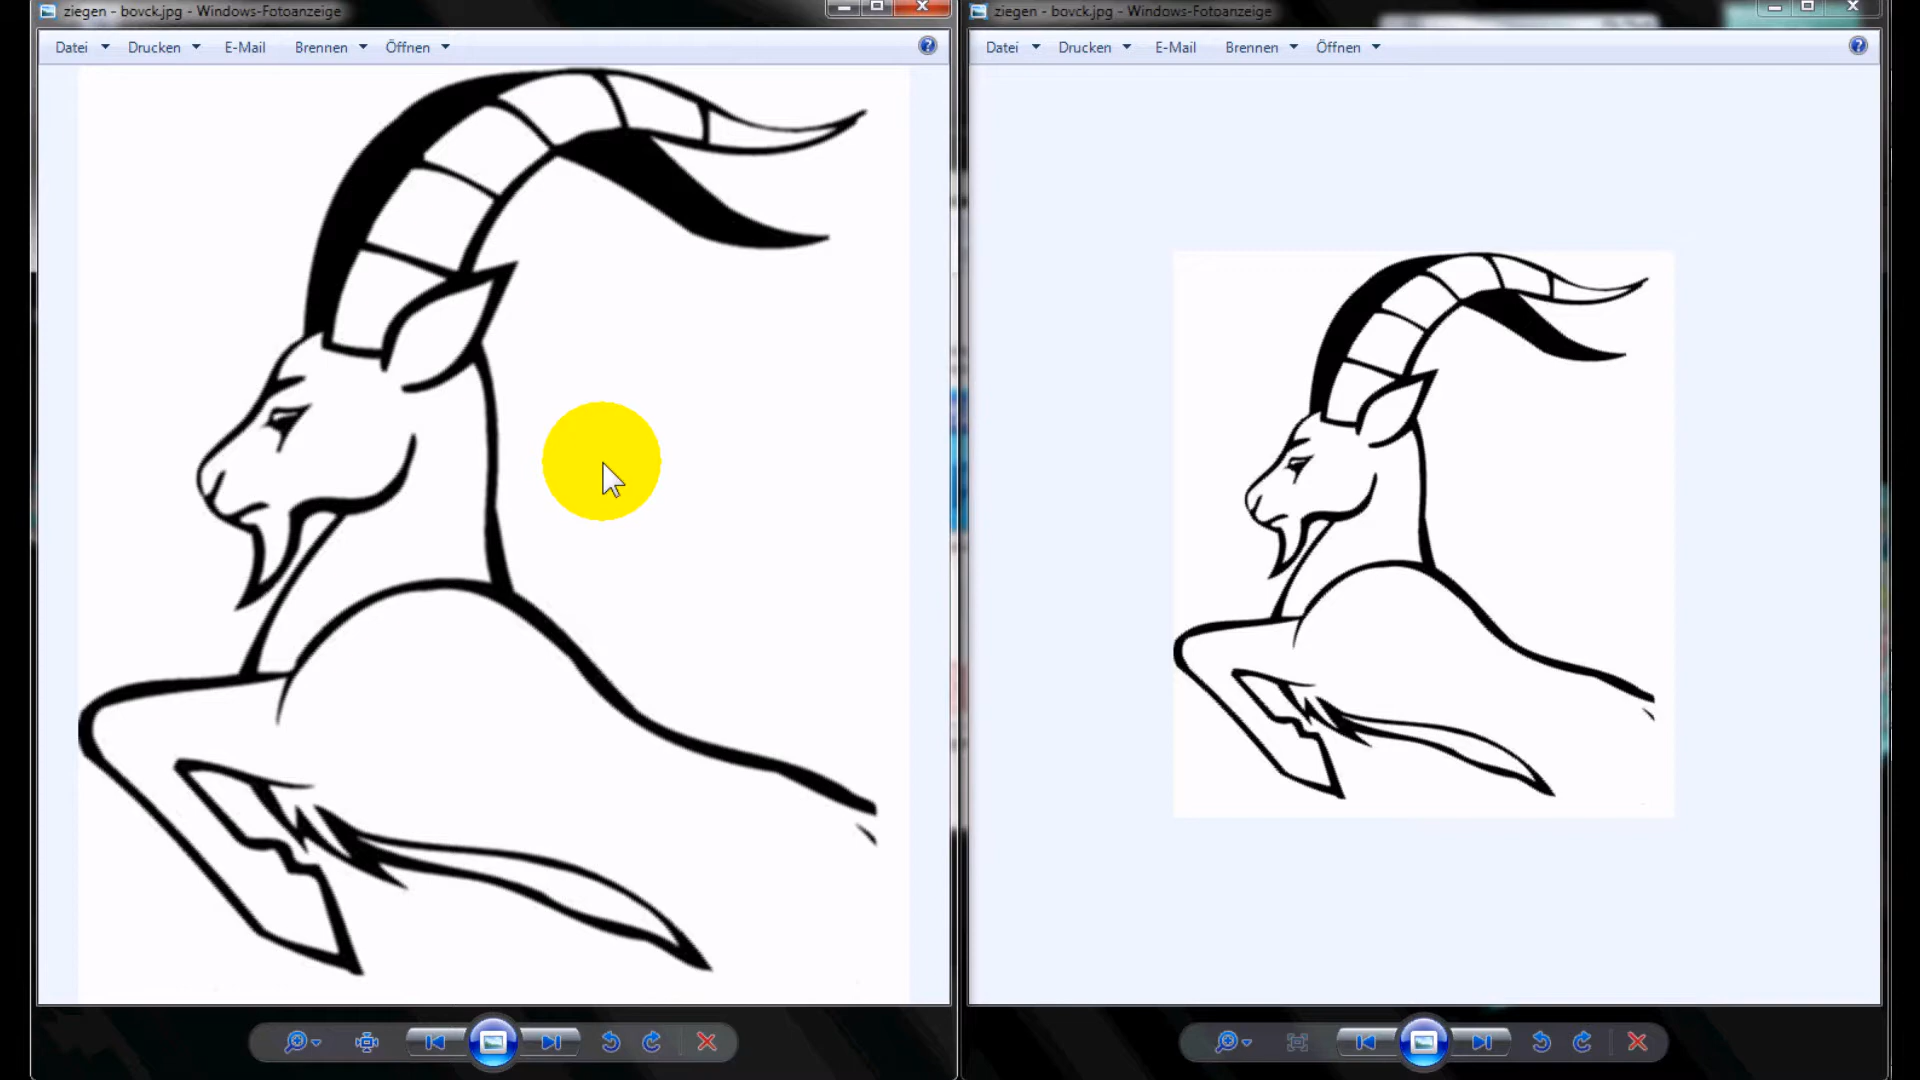 ziegen - bovck.jpg - Windows-Fotoanzeige
Datei Drucken E-Mail Brennen Öffnen
ziegen - bovck.jpg - Windows-Fotoanzeige
Datei Drucken E-Mail Brennen Öffnen